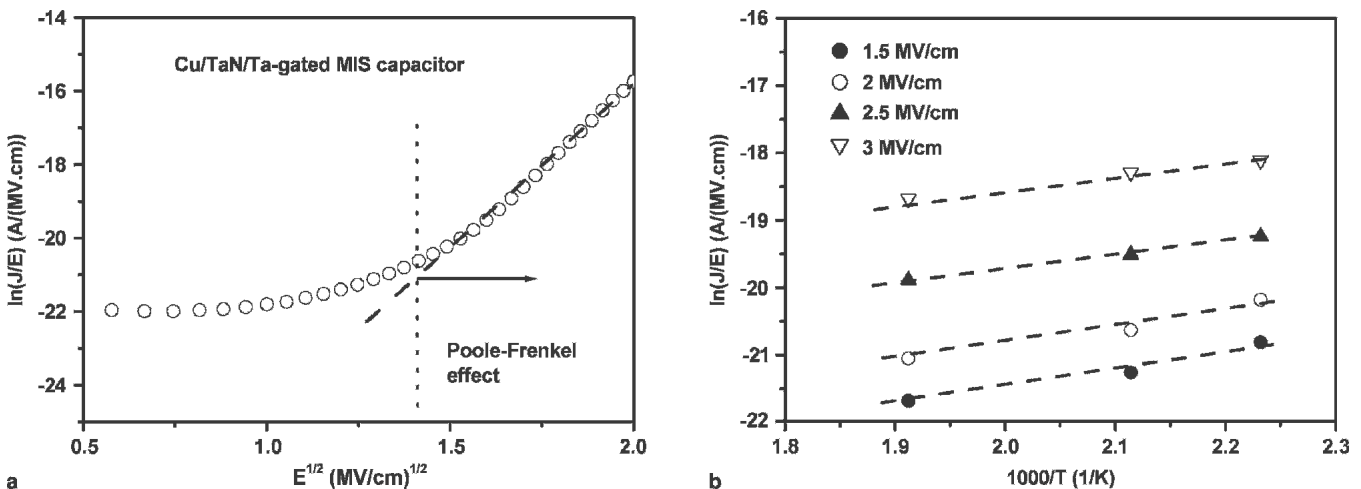 -14
-16
-18
-20
-22
-24
ln(J/E) (A/(MV.cm))
Cu/TaN/Ta-gated MIS capacitor
Poole-Frenkel
effect
0.5
1.0
1.5
2.0
E^1/2 (MV/cm)^1/2
a
-16
-17
-18
-19
-20
-21
-22
ln(J/E) (A/(MV.cm))
1.5 MV/cm
2 MV/cm
2.5 MV/cm
3 MV/cm
1.8
1.9
2.0
2.1
2.2
2.3
1000/T (1/K)
b